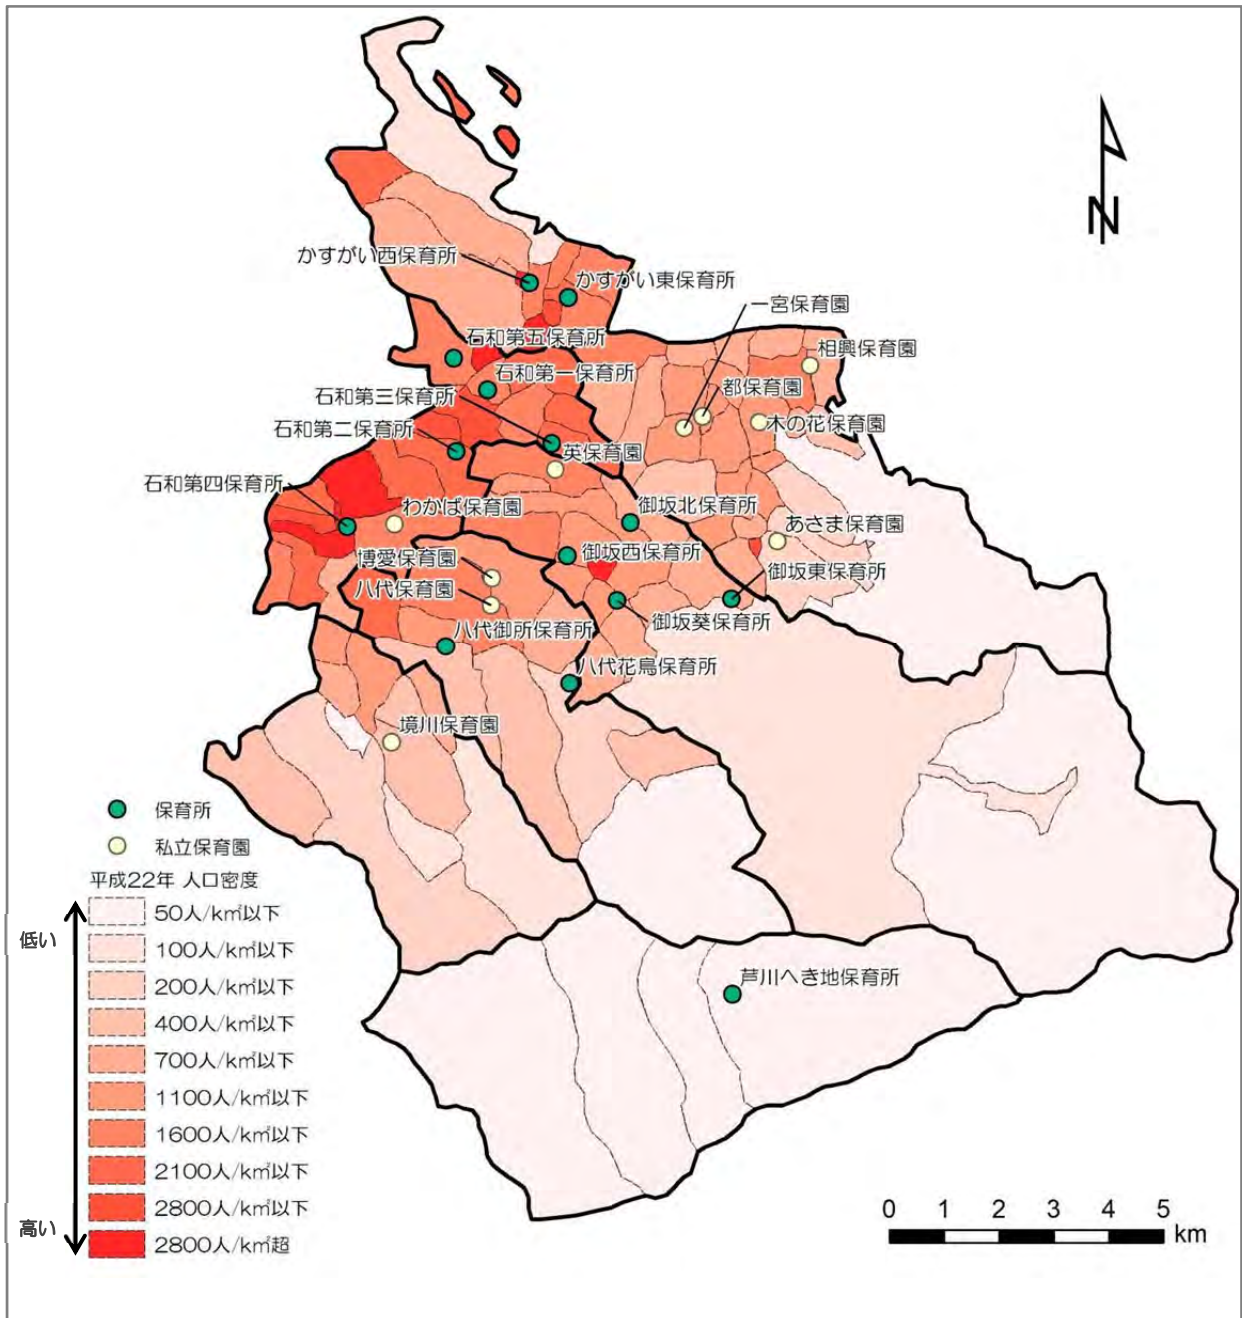 N
かすがい西保育所
かすがい東保育所
一宮保育園
石和第五保育所
相興保育園
石和第一保育所
都保育園
石和第三保育所
木の花保育園
石和第二保育所
英保育園
石和第四保育所
わかば保育園
御坂北保育所
あさま保育園
博愛保育園
御坂西保育所
御坂東保育所
八代保育園
御坂葵保育所
八代御所保育所
八代花鳥保育所
境川保育園
芦川へき地保育所
保育所
私立保育園
平成22年 人口密度
低い
高い
50人/k㎡以下
100人/k㎡以下
200人/k㎡以下
400人/k㎡以下
700人/k㎡以下
1100人/k㎡以下
1600人/k㎡以下
2100人/k㎡以下
2800人/k㎡以下
2800人/k㎡超
0 1 2 3 4 5
km